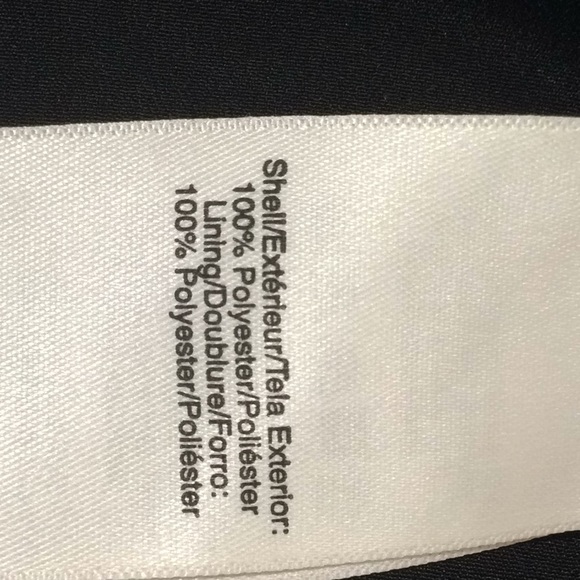 Shell/Extérieur/Tela Exterior:
100% Polyester/Poliéster
Lining/Doublure/Forro:
100% Polyester/Poliéster